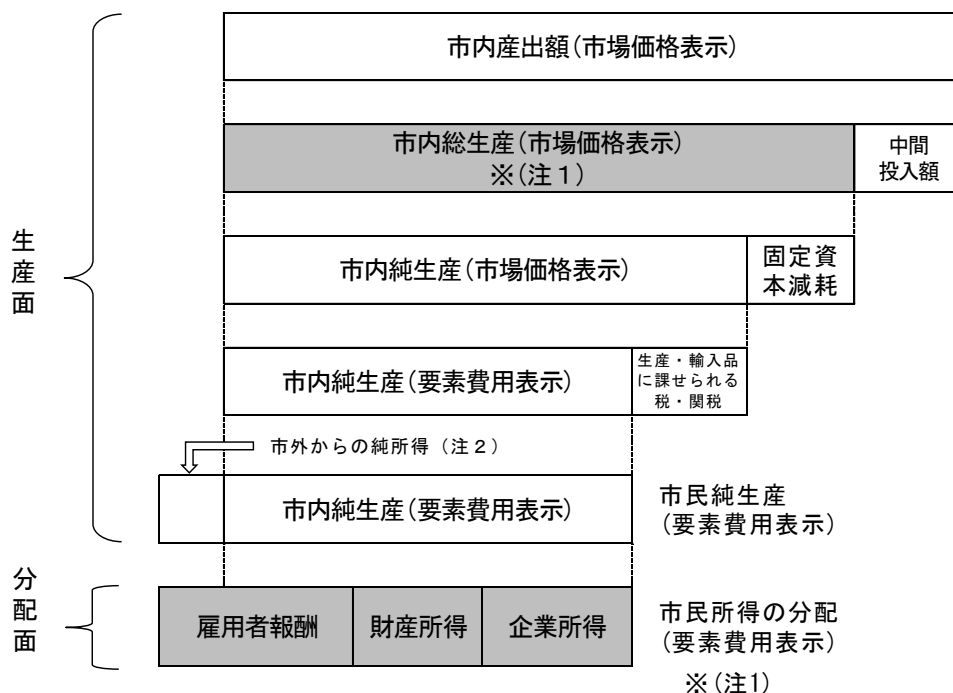 市内産出額(市場価格表示)
市内総生産(市場価格表示)
※(注１)
中間
投入額
生産面
市内純生産(市場価格表示)
固定資
本減耗
市内純生産(要素費用表示)
生産・輸入品
に課せられる
税・関税
市外からの純所得（注２）
市内純生産(要素費用表示)
市民純生産
(要素費用表示)
分配面
雇用者報酬
財産所得
企業所得
市民所得の分配
(要素費用表示)
※(注1)